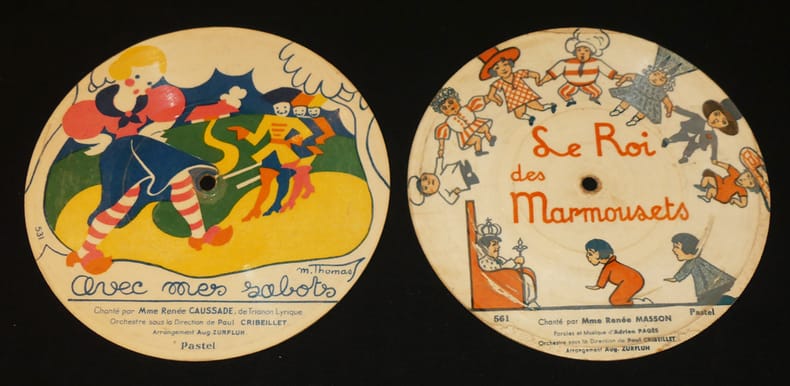 531
m. Thomas
avec mes sabots
Chanté par Mme Renée CAUSSADE, de Trianon Lyrique
Orchestre sous la Direction de Paul CRIBEILLET
Arrangement Aug ZURFLUH
Pastel
Le Roi
des
Marmousets
561
Chanté par Mme Renée MASSON
Pastel
Paroles et Musique d'Adrien PAGÈS
Orchestre sous la Direction de Paul CRIBEILLET
Arrangement Aug. ZURFLUH